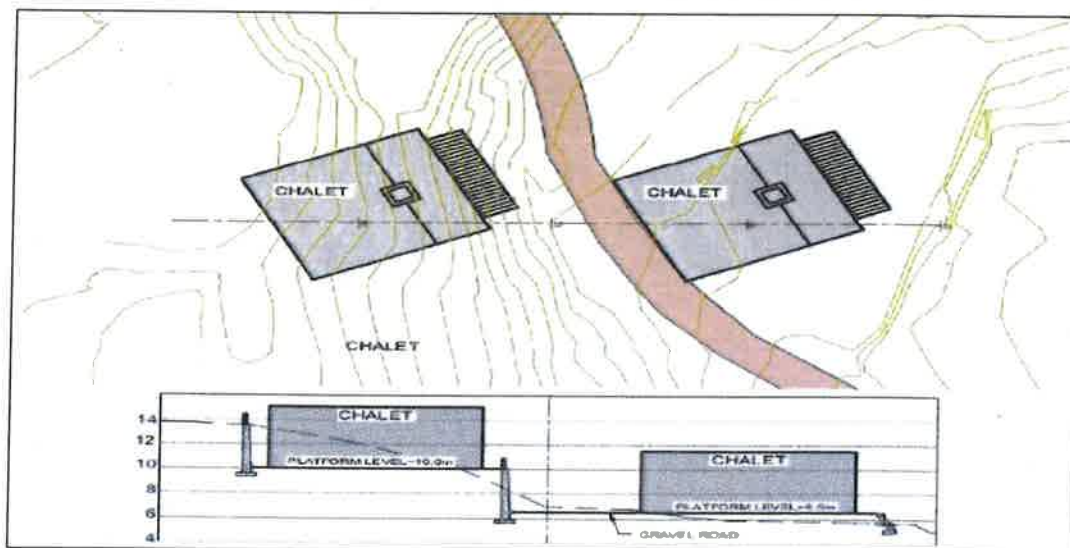 CHALET
CHALET
CHALET
14
12
10
8
6
4
CHALET
PLATFORM LEVEL=10.0m
CHALET
GRAVEL ROAD